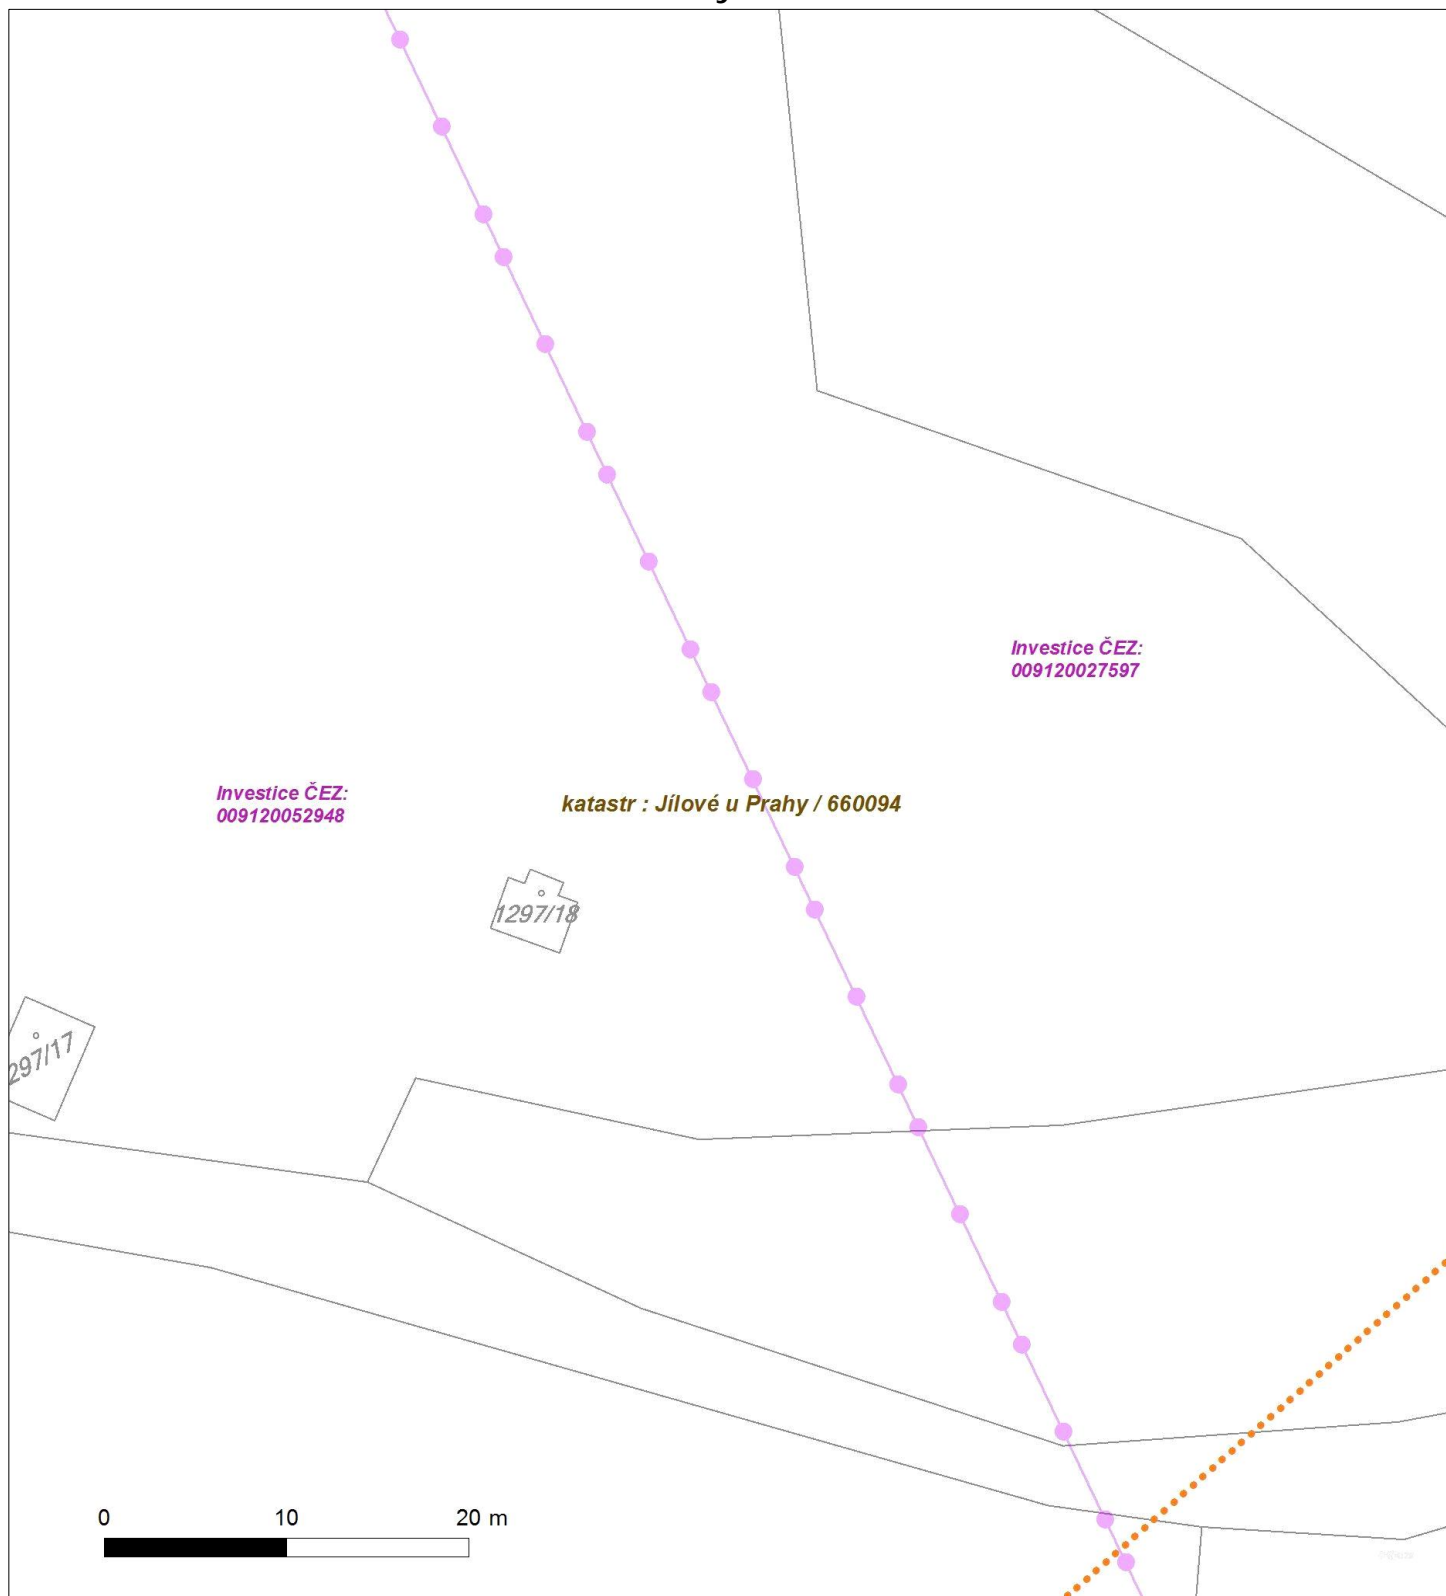 Investice ČEZ:
009120027597
Investice ČEZ:
009120052948
katastr : Jílové u Prahy / 660094
1297/18
297/17
0 10 20 m